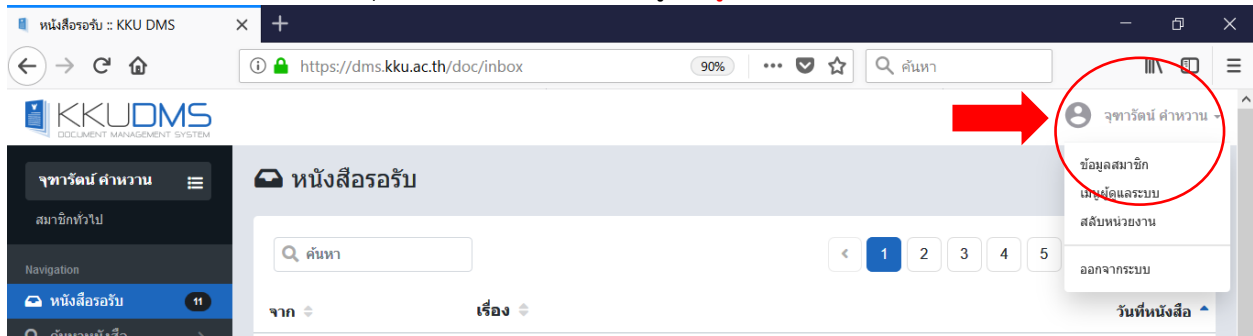 หนังสือรอรับ :: KKU DMS
https://dms.kku.ac.th/doc/inbox
90%
ค้นหา
KKUDMS
DOCUMENT MANAGEMENT SYSTEM
จุฑารัตน์ คำหวาน
จุฑารัตน์ คำหวาน
สมาชิกทั่วไป
หนังสือรอรับ
ข้อมูลสมาชิก
เมนูผู้ดูแลระบบ
สลับหน่วยงาน
ออกจากระบบ
ค้นหา
1 2 3 4 5
Navigation
หนังสือรอรับ 11
จาก เรื่อง วันที่หนังสือ